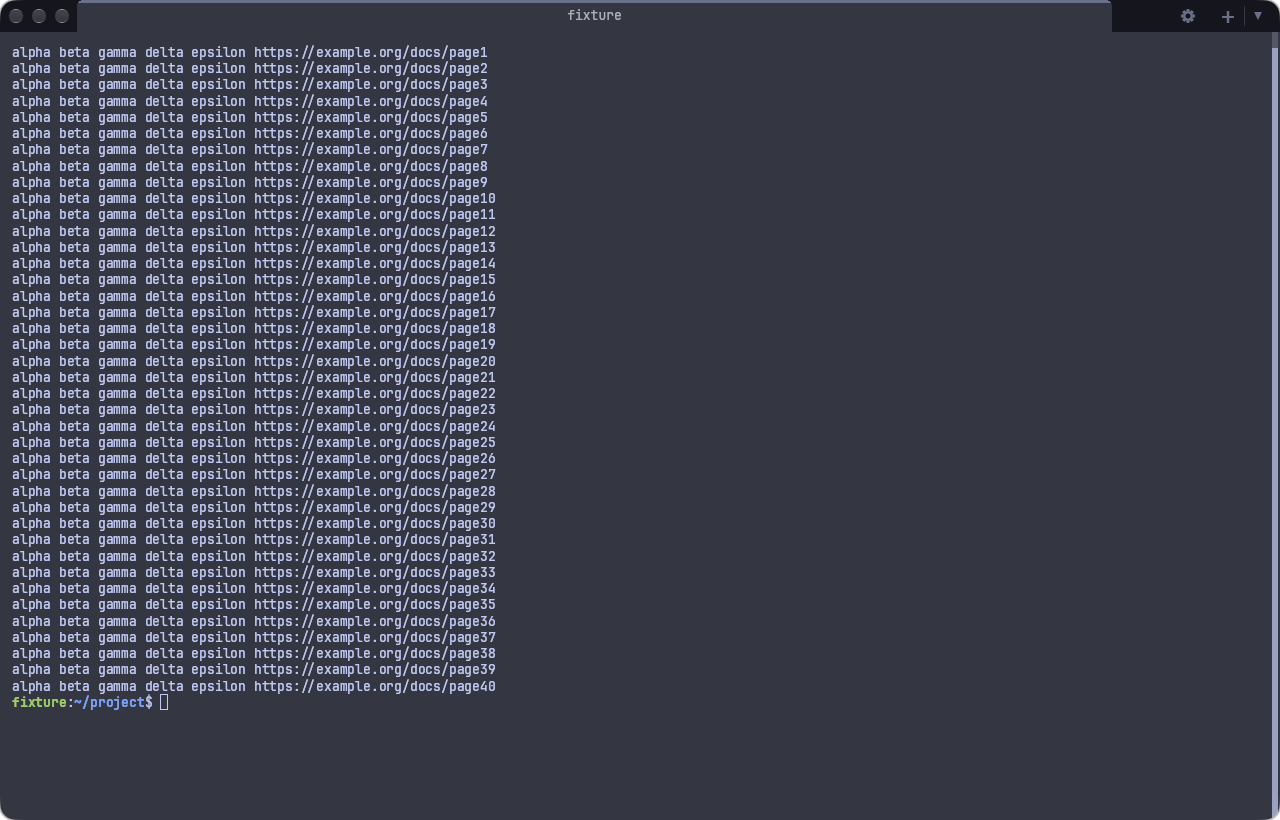 fixture
alpha beta gamma delta epsilon https://example.org/docs/page1
alpha beta gamma delta epsilon https://example.org/docs/page2
alpha beta gamma delta epsilon https://example.org/docs/page3
alpha beta gamma delta epsilon https://example.org/docs/page4
alpha beta gamma delta epsilon https://example.org/docs/page5
alpha beta gamma delta epsilon https://example.org/docs/page6
alpha beta gamma delta epsilon https://example.org/docs/page7
alpha beta gamma delta epsilon https://example.org/docs/page8
alpha beta gamma delta epsilon https://example.org/docs/page9
alpha beta gamma delta epsilon https://example.org/docs/page10
alpha beta gamma delta epsilon https://example.org/docs/page11
alpha beta gamma delta epsilon https://example.org/docs/page12
alpha beta gamma delta epsilon https://example.org/docs/page13
alpha beta gamma delta epsilon https://example.org/docs/page14
alpha beta gamma delta epsilon https://example.org/docs/page15
alpha beta gamma delta epsilon https://example.org/docs/page16
alpha beta gamma delta epsilon https://example.org/docs/page17
alpha beta gamma delta epsilon https://example.org/docs/page18
alpha beta gamma delta epsilon https://example.org/docs/page19
alpha beta gamma delta epsilon https://example.org/docs/page20
alpha beta gamma delta epsilon https://example.org/docs/page21
alpha beta gamma delta epsilon https://example.org/docs/page22
alpha beta gamma delta epsilon https://example.org/docs/page23
alpha beta gamma delta epsilon https://example.org/docs/page24
alpha beta gamma delta epsilon https://example.org/docs/page25
alpha beta gamma delta epsilon https://example.org/docs/page26
alpha beta gamma delta epsilon https://example.org/docs/page27
alpha beta gamma delta epsilon https://example.org/docs/page28
alpha beta gamma delta epsilon https://example.org/docs/page29
alpha beta gamma delta epsilon https://example.org/docs/page30
alpha beta gamma delta epsilon https://example.org/docs/page31
alpha beta gamma delta epsilon https://example.org/docs/page32
alpha beta gamma delta epsilon https://example.org/docs/page33
alpha beta gamma delta epsilon https://example.org/docs/page34
alpha beta gamma delta epsilon https://example.org/docs/page35
alpha beta gamma delta epsilon https://example.org/docs/page36
alpha beta gamma delta epsilon https://example.org/docs/page37
alpha beta gamma delta epsilon https://example.org/docs/page38
alpha beta gamma delta epsilon https://example.org/docs/page39
alpha beta gamma delta epsilon https://example.org/docs/page40
fixture:~/project$